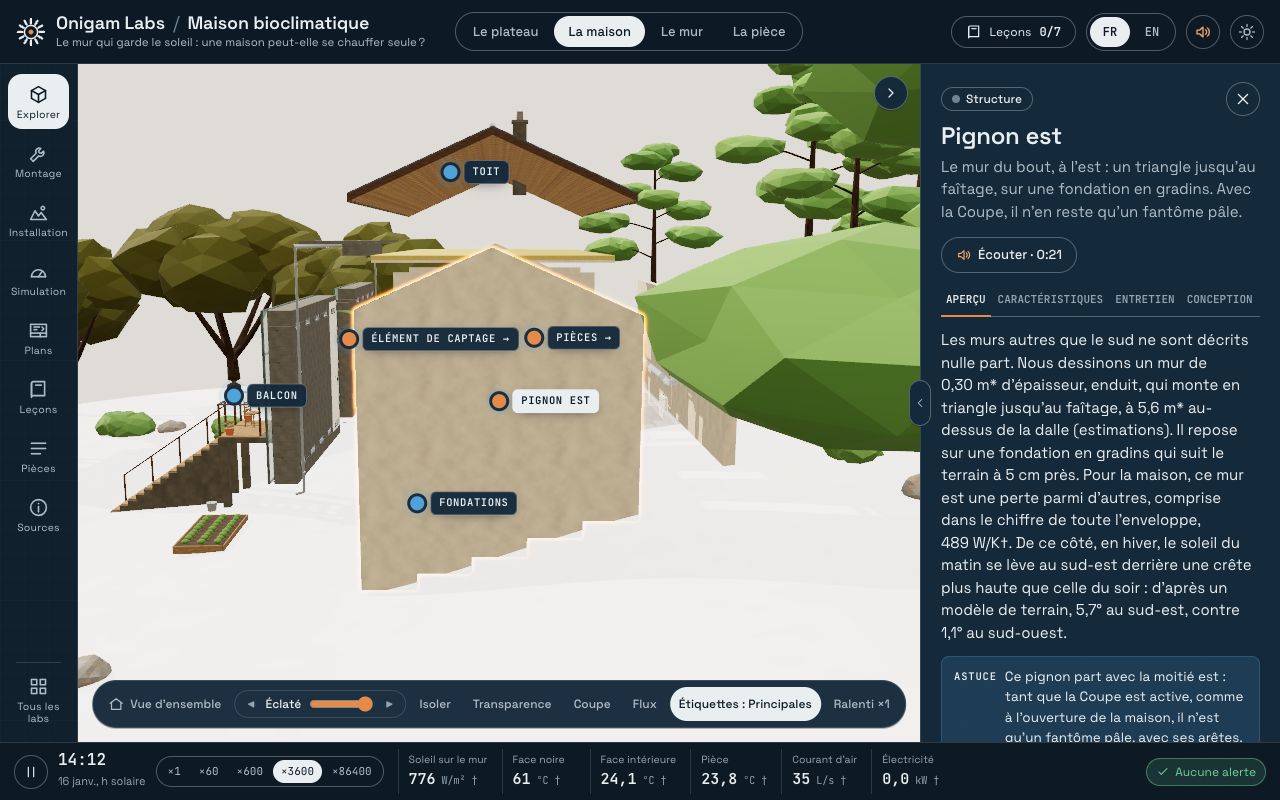 Onigam Labs / Maison bioclimatique
Le mur qui garde le soleil : une maison peut-elle se chauffer seule ?
Le plateau
La maison
Le mur
La pièce
Leçons 0/7
FR
EN
Explorer
Montage
Installation
Simulation
Plans
Leçons
Pièces
Sources
Tous les
labs
TOIT
ÉLÉMENT DE CAPTAGE →
PIÈCES →
BALCON
PIGNON EST
FONDATIONS
Structure
Pignon est
Le mur du bout, à l'est : un triangle jusqu'au
faîtage, sur une fondation en gradins. Avec
la Coupe, il n'en reste qu'un fantôme pâle.
Écouter · 0:21
APERÇU
CARACTÉRISTIQUES
ENTRETIEN
CONCEPTION
Les murs autres que le sud ne sont décrits
nulle part. Nous dessinons un mur de
0,30 m* d'épaisseur, enduit, qui monte en
triangle jusqu'au faîtage, à 5,6 m* au-
dessus de la dalle (estimations). Il repose
sur une fondation en gradins qui suit le
terrain à 5 cm près. Pour la maison, ce mur
est une perte parmi d'autres, comprise
dans le chiffre de toute l'enveloppe,
489 W/K†. De ce côté, en hiver, le soleil du
matin se lève au sud-est derrière une crête
plus haute que celle du soir : d'après un
modèle de terrain, 5,7° au sud-est, contre
1,1° au sud-ouest.
ASTUCE
Ce pignon part avec la moitié est :
tant que la Coupe est active, comme
à l'ouverture de la maison, il n'est
qu'un fantôme pâle, avec ses arêtes.
Vue d'ensemble
◄ Éclaté ►
Isoler
Transparence
Coupe
Flux
Étiquettes : Principales
Ralenti ×1
14:12
16 janv., h solaire
×1
×60
×600
×3600
×86400
Soleil sur le mur
776 W/m² †
Face noire
61 °C †
Face intérieure
24,1 °C †
Pièce
23,8 °C †
Courant d'air
35 L/s †
Électricité
0,0 kW †
Aucune alerte